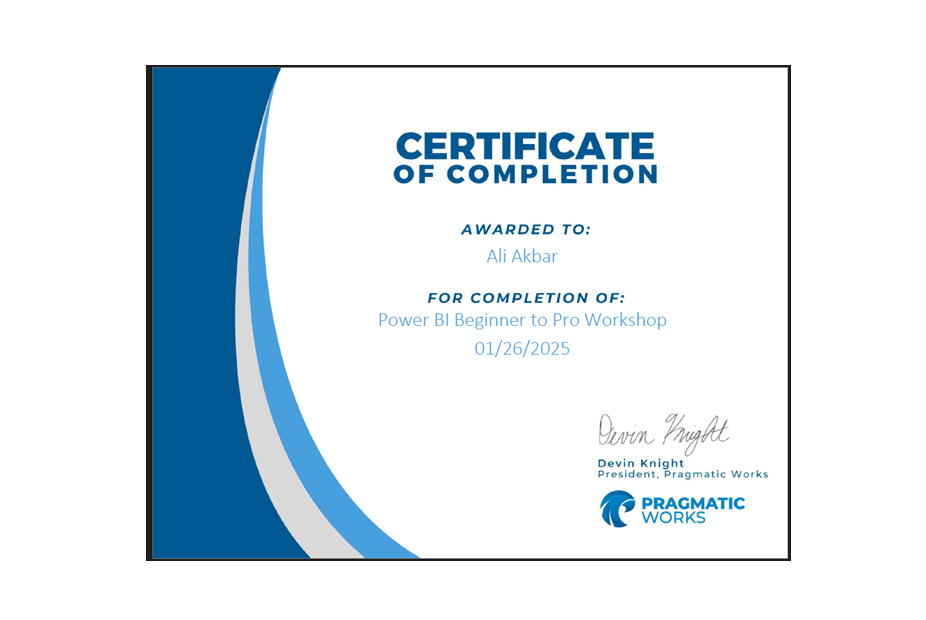 CERTIFICATE
OF COMPLETION
AWARDED TO:
Ali Akbar
FOR COMPLETION OF:
Power BI Beginner to Pro Workshop
01/26/2025
Devin Knight
Devin Knight
President, Pragmatic Works
PRAGMATIC
WORKS